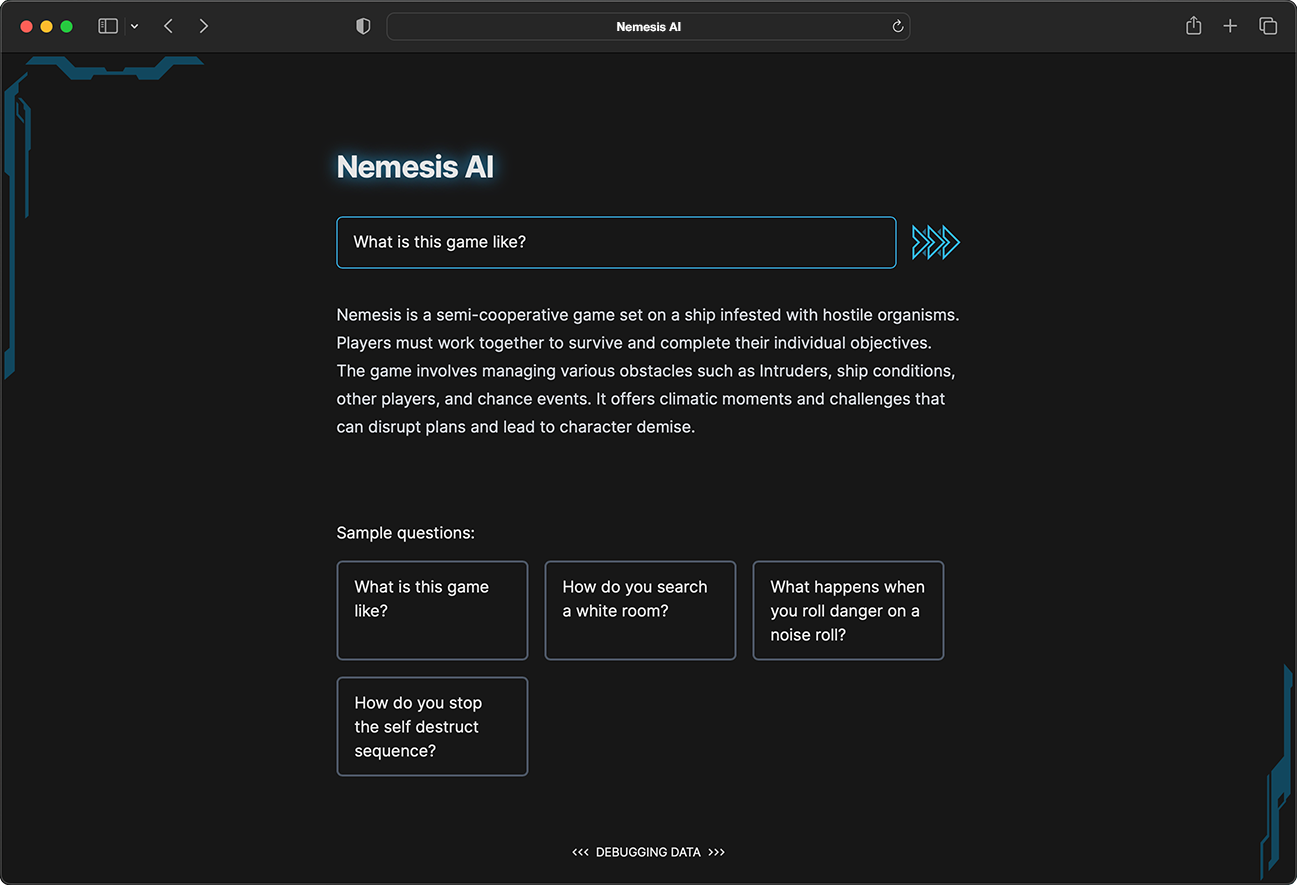 Nemesis AI
Nemesis AI
What is this game like?
Nemesis is a semi-cooperative game set on a ship infested with hostile organisms.
Players must work together to survive and complete their individual objectives.
The game involves managing various obstacles such as Intruders, ship conditions,
other players, and chance events. It offers climatic moments and challenges that
can disrupt plans and lead to character demise.
Sample questions:
What is this game
like?
How do you search
a white room?
What happens when
you roll danger on a
noise roll?
How do you stop
the self destruct
sequence?
<<< DEBUGGING DATA >>>